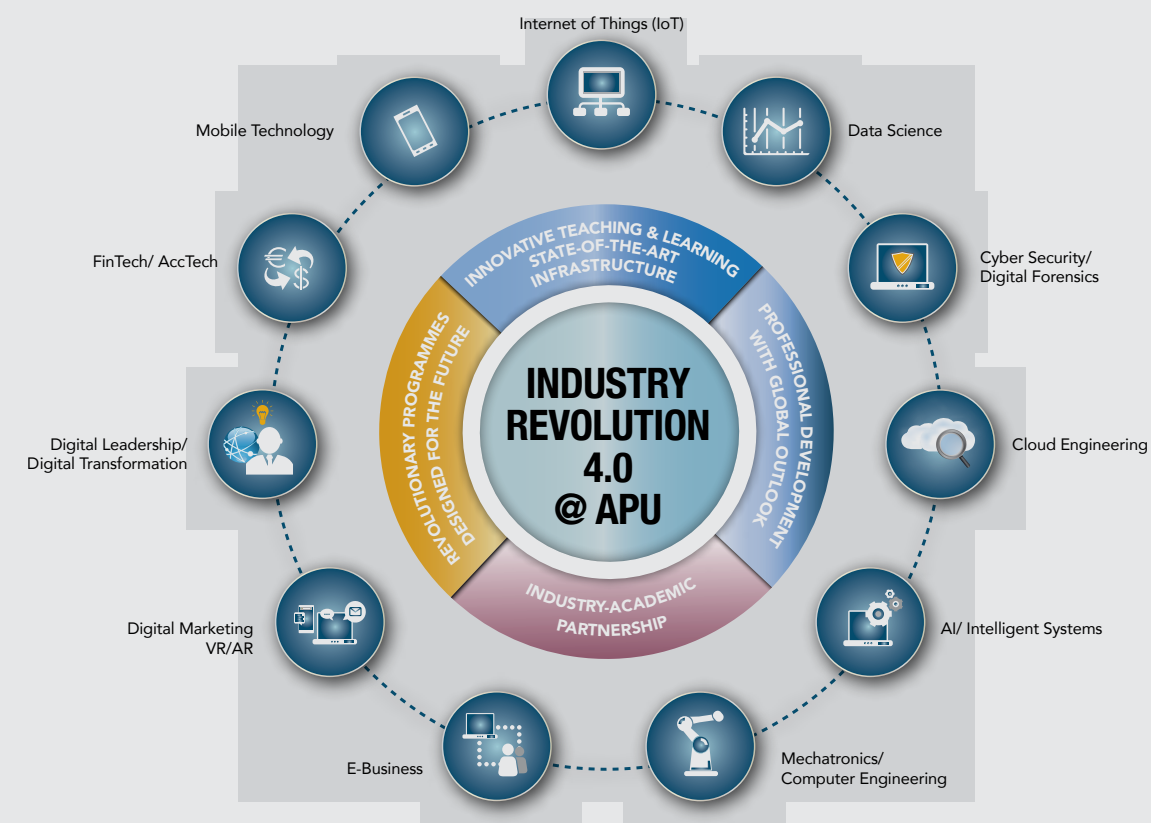 Internet of Things (IoT)
Mobile Technology
Data Science
FinTech/ AccTech
Cyber Security/
Digital Forensics
Digital Leadership/
Digital Transformation
Cloud Engineering
Digital Marketing
VR/AR
AI/ Intelligent Systems
E-Business
Mechatronics/
Computer Engineering
INNOVATIVE TEACHING & LEARNING
STATE-OF-THE-ART
INFRASTRUCTURE
PROFESSIONAL DEVELOPMENT
WITH GLOBAL OUTLOOK
INDUSTRY-ACADEMIC
PARTNERSHIP
REVOLUTIONARY PROGRAMMES
DESIGNED FOR THE FUTURE
INDUSTRY
REVOLUTION
4.0
@ APU